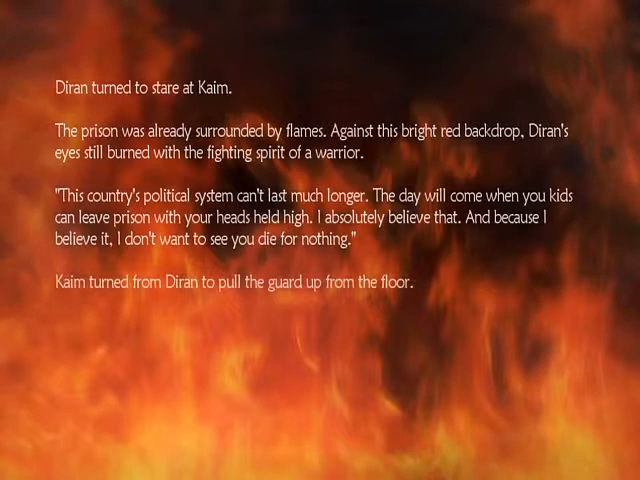 Diran turned to stare at Kaim.
The prison was already surrounded by flames. Against this bright red backdrop, Diran's
eyes still burned with the fighting spirit of a warrior.
"This country's political system can't last much longer. The day will come when you kids
can leave prison with your heads held high. I absolutely believe that. And because I
believe it, I don't want to see you die for nothing."
Kaim turned from Diran to pull the guard up from the floor.